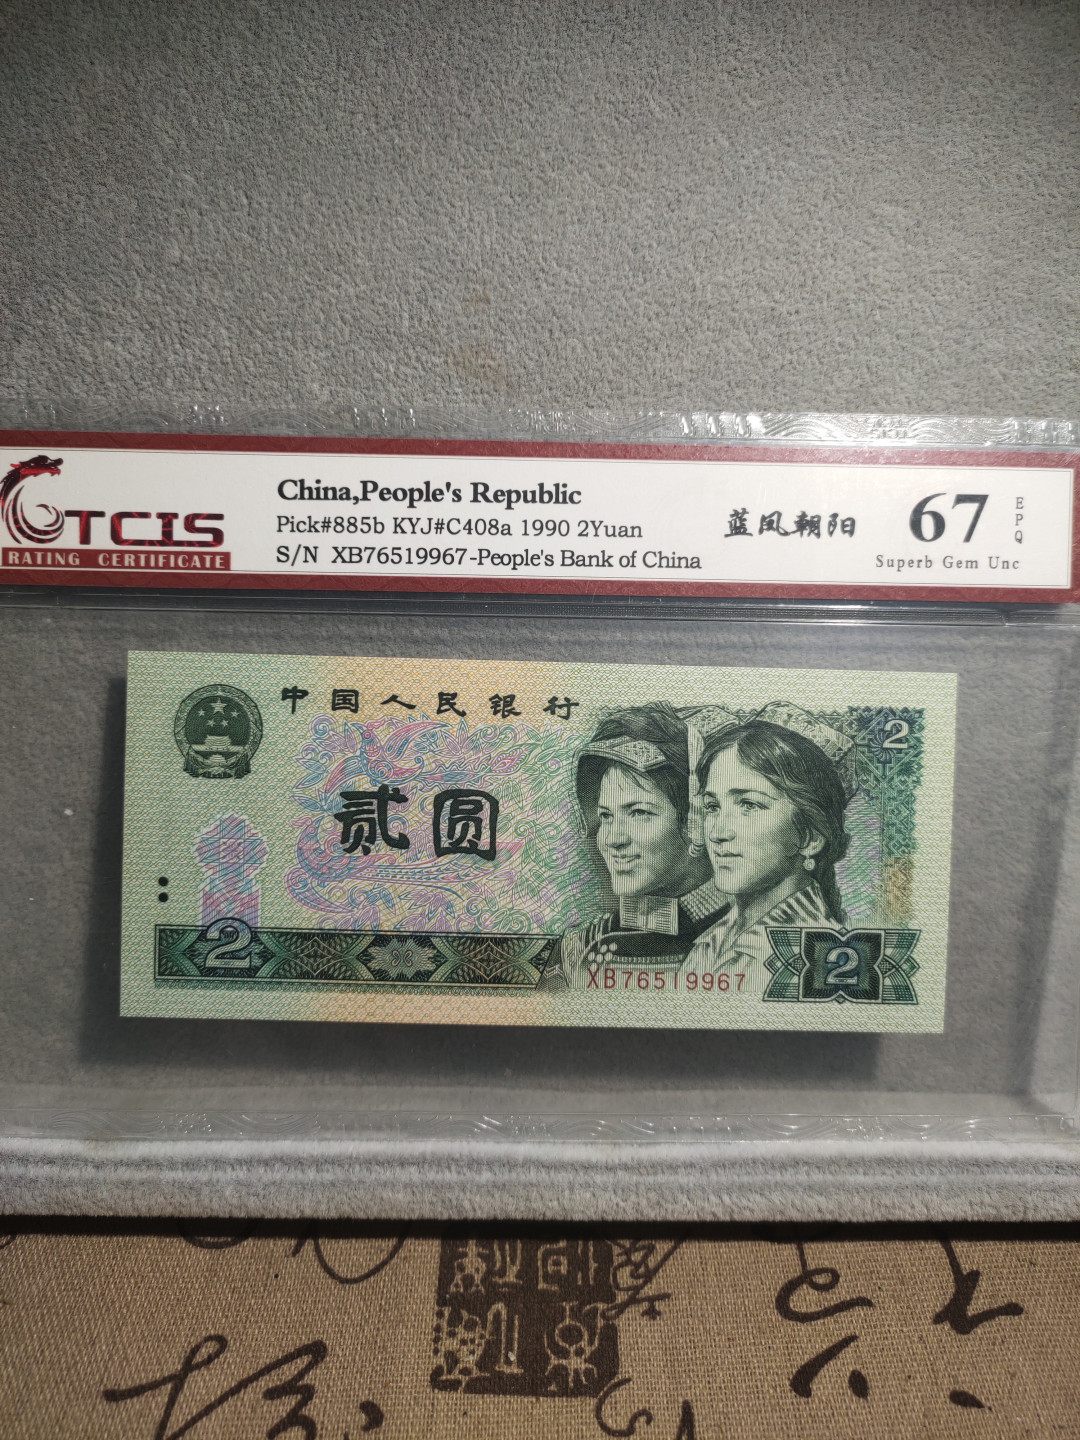 TCIS
RATING CERTIFICATE
China,People's Republic
Pick#885b KYJ#C408a 1990 2Yuan
S/N XB76519967-People's Bank of China
蓝凤朝阳
67
EPQ
Superb Gem Unc
中国人民银行
2
贰圆
2
XB76519967
2